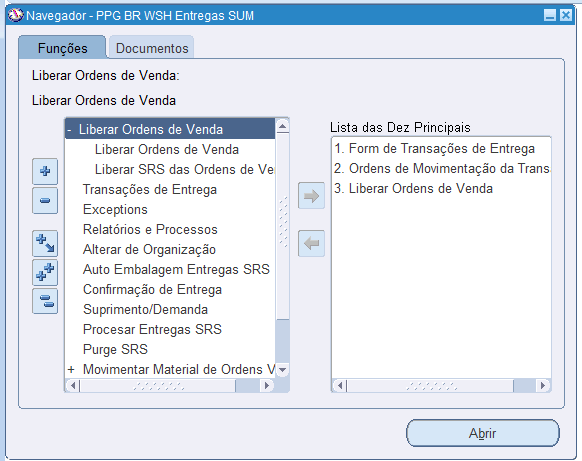 Navegador - PPG BR WSH Entregas SUM
Funções
Documentos
Liberar Ordens de Venda:
Liberar Ordens de Venda
- Liberar Ordens de Venda
Liberar Ordens de Venda
Liberar SRS das Ordens de Ve
Transações de Entrega
Exceptions
Relatórios e Processos
Alterar de Organização
Auto Embalagem Entregas SRS
Confirmação de Entrega
Suprimento/Demanda
Procesar Entregas SRS
Purge SRS
+ Movimentar Material de Ordens V
Lista das Dez Principais
1. Form de Transações de Entrega
2. Ordens de Movimentação da Trans
3. Liberar Ordens de Venda
Abrir